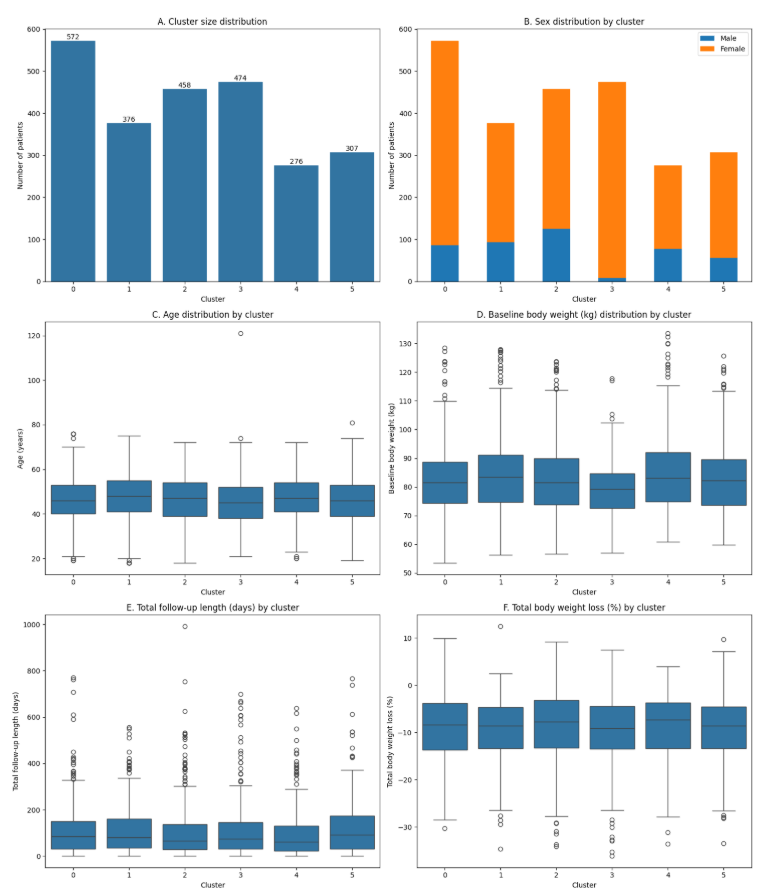 A. Cluster size distribution
600
500
400
300
200
100
0
Number of patients
572
376
458
474
276
307
0 1 2 3 4 5
Cluster
B. Sex distribution by cluster
600
500
400
300
200
100
0
Number of patients
Male
Female
0 1 2 3 4 5
Cluster
C. Age distribution by cluster
120
100
80
60
40
20
Age (years)
0 1 2 3 4 5
Cluster
D. Baseline body weight (kg) distribution by cluster
130
120
110
100
90
80
70
60
50
Baseline body weight (kg)
0 1 2 3 4 5
Cluster
E. Total follow-up length (days) by cluster
1000
800
600
400
200
0
Total follow-up length (days)
0 1 2 3 4 5
Cluster
F. Total body weight loss (%) by cluster
10
0
−10
−20
−30
Total body weight loss (%)
0 1 2 3 4 5
Cluster